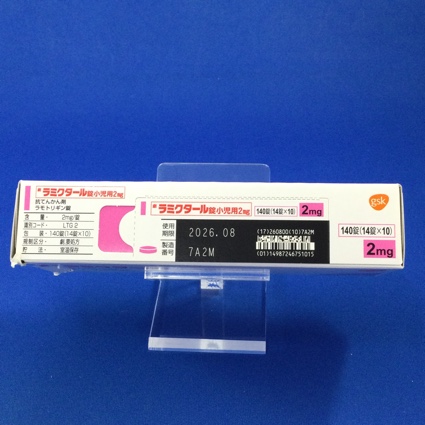 ラミクタール錠小児用2mg
抗てんかん剤
ラモトリギン錠
含 量・2mg/錠
識別コード・LTG 2
包 装・140錠(14錠×10)
規制区分・劇,要処方
貯 法・室温保存
ラミクタール錠小児用2mg
140錠(14錠×10) 2mg
使用
期限 2026.08
製造
番号 7A2M
(17)260800(10)7A2M
(01)14987246751015
gsk
140錠(14錠×10)
2mg